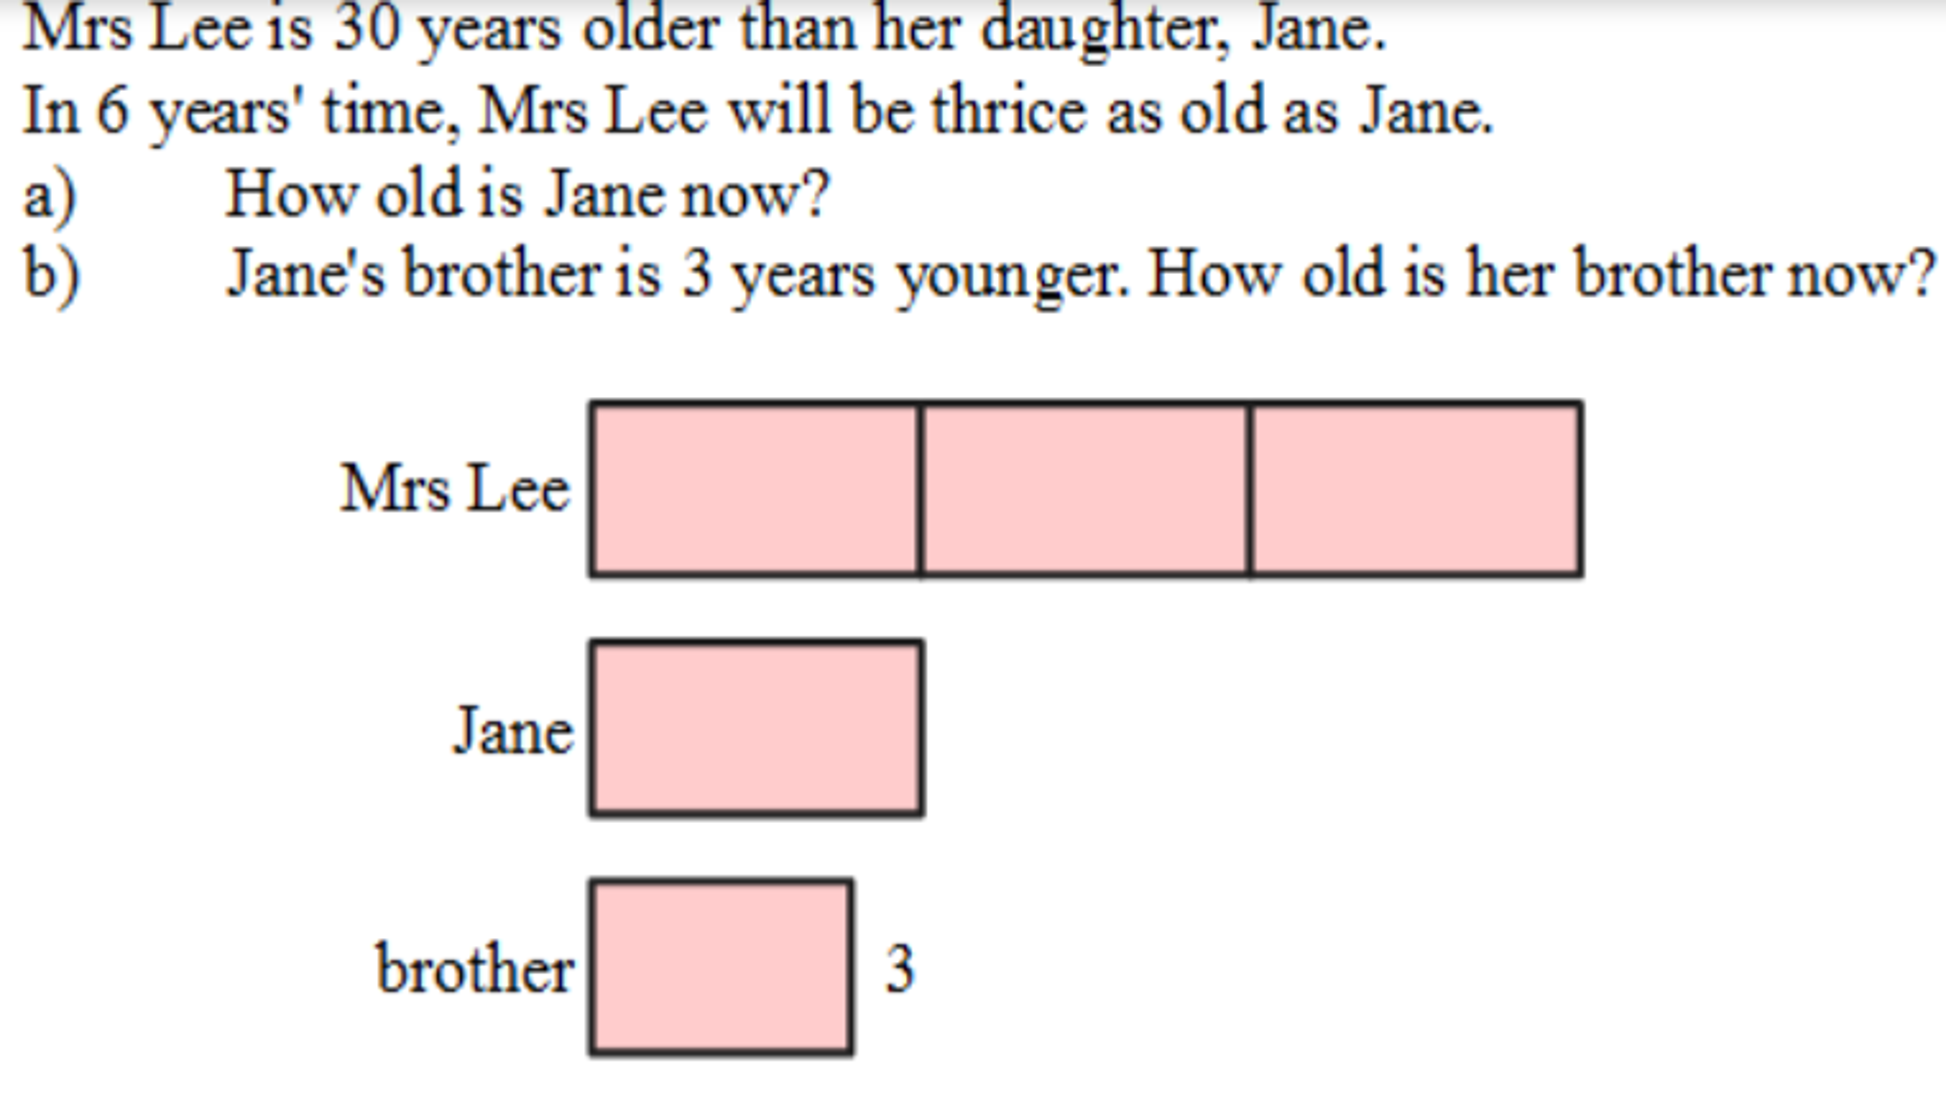 Mrs Lee is 30 years older than her daughter, Jane.
In 6 years' time, Mrs Lee will be thrice as old as Jane.
a) How old is Jane now?
b) Jane's brother is 3 years younger. How old is her brother now?
Mrs Lee
Jane
brother 3